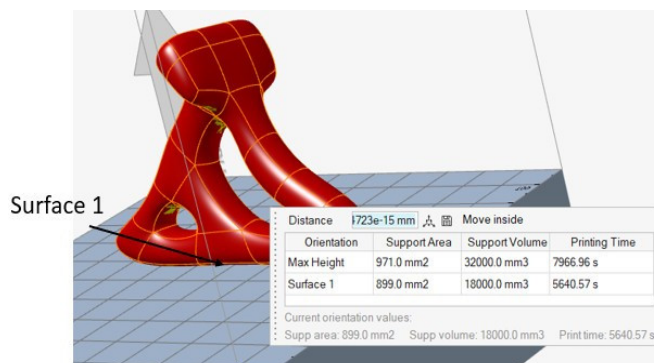 Surface 1
Distance 4723e-15 mm Move inside
Orientation Support Area Support Volume Printing Time
Max Height 971.0 mm2 32000.0 mm3 7966.96 s
Surface 1 899.0 mm2 18000.0 mm3 5640.57 s
Current orientation values:
Supp area: 899.0 mm2 Supp volume: 18000.0 mm3 Print time: 5640.57 s